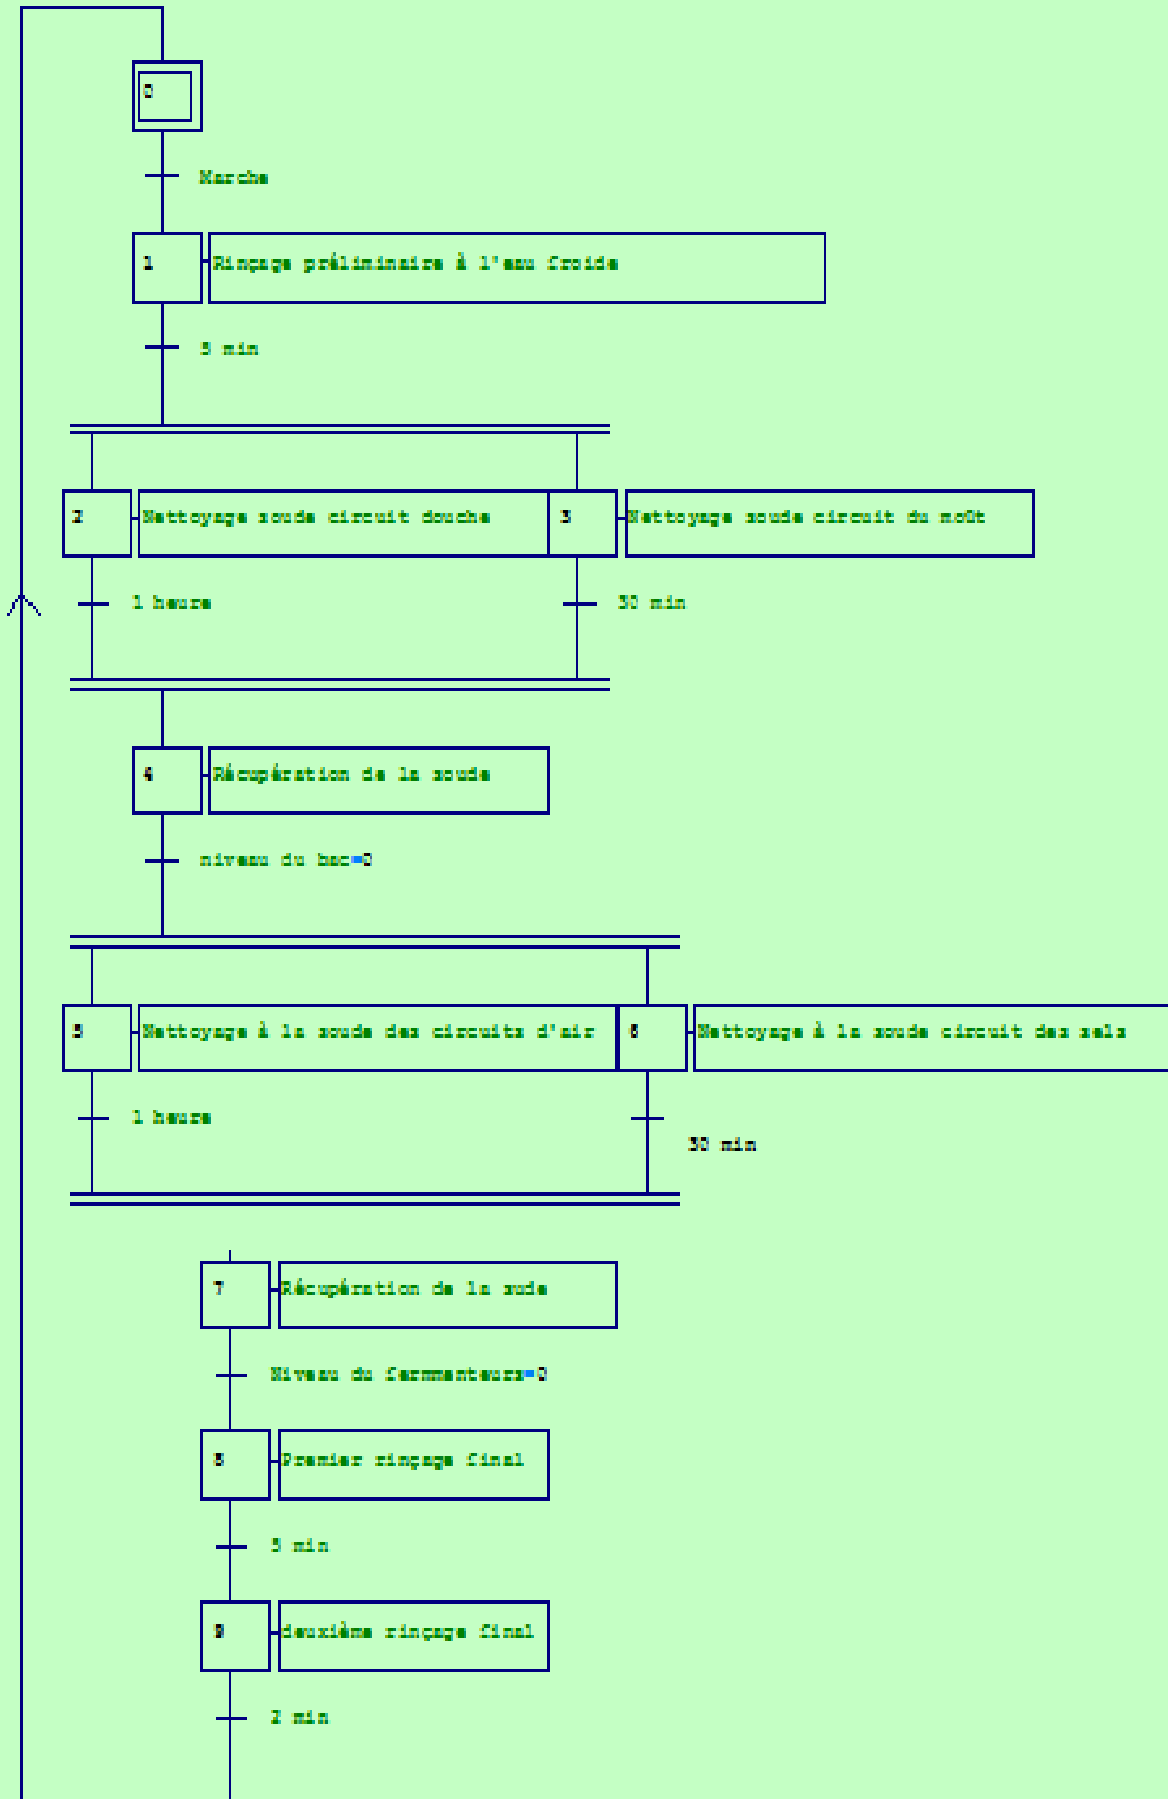 0
Marche
1 Rinçage préliminaire à l'eau froide
5 min
2 Nettoyage soude circuit douche 3 Nettoyage soude circuit du moût
1 heure 30 min
4 Récupération de la soude
niveau du bac=0
5 Nettoyage à la soude des circuits d'air 6 Nettoyage à la soude circuit des sels
1 heure
30 min
7 Récupération de la sude
Niveau du fermmenteurs=0
8 Premier rinçage final
5 min
9 deuxième rinçage final
2 min